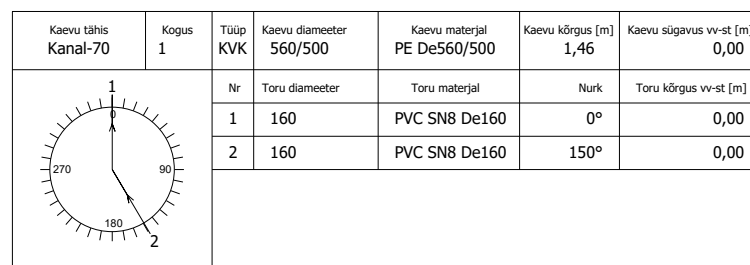 Kaevu tähis Kogus Tüüp Kaevu diameeter Kaevu materjal Kaevu kõrgus [m] Kaevu sügavus vv-st [m]
Kanal-70 1 KVK 560/500 PE De560/500 1,46 0,00
Nr Toru diameeter Toru materjal Nurk Toru kõrgus vv-st [m]
1 160 PVC SN8 De160 0° 0,00
2 160 PVC SN8 De160 150° 0,00
1
0
270 90
180
2